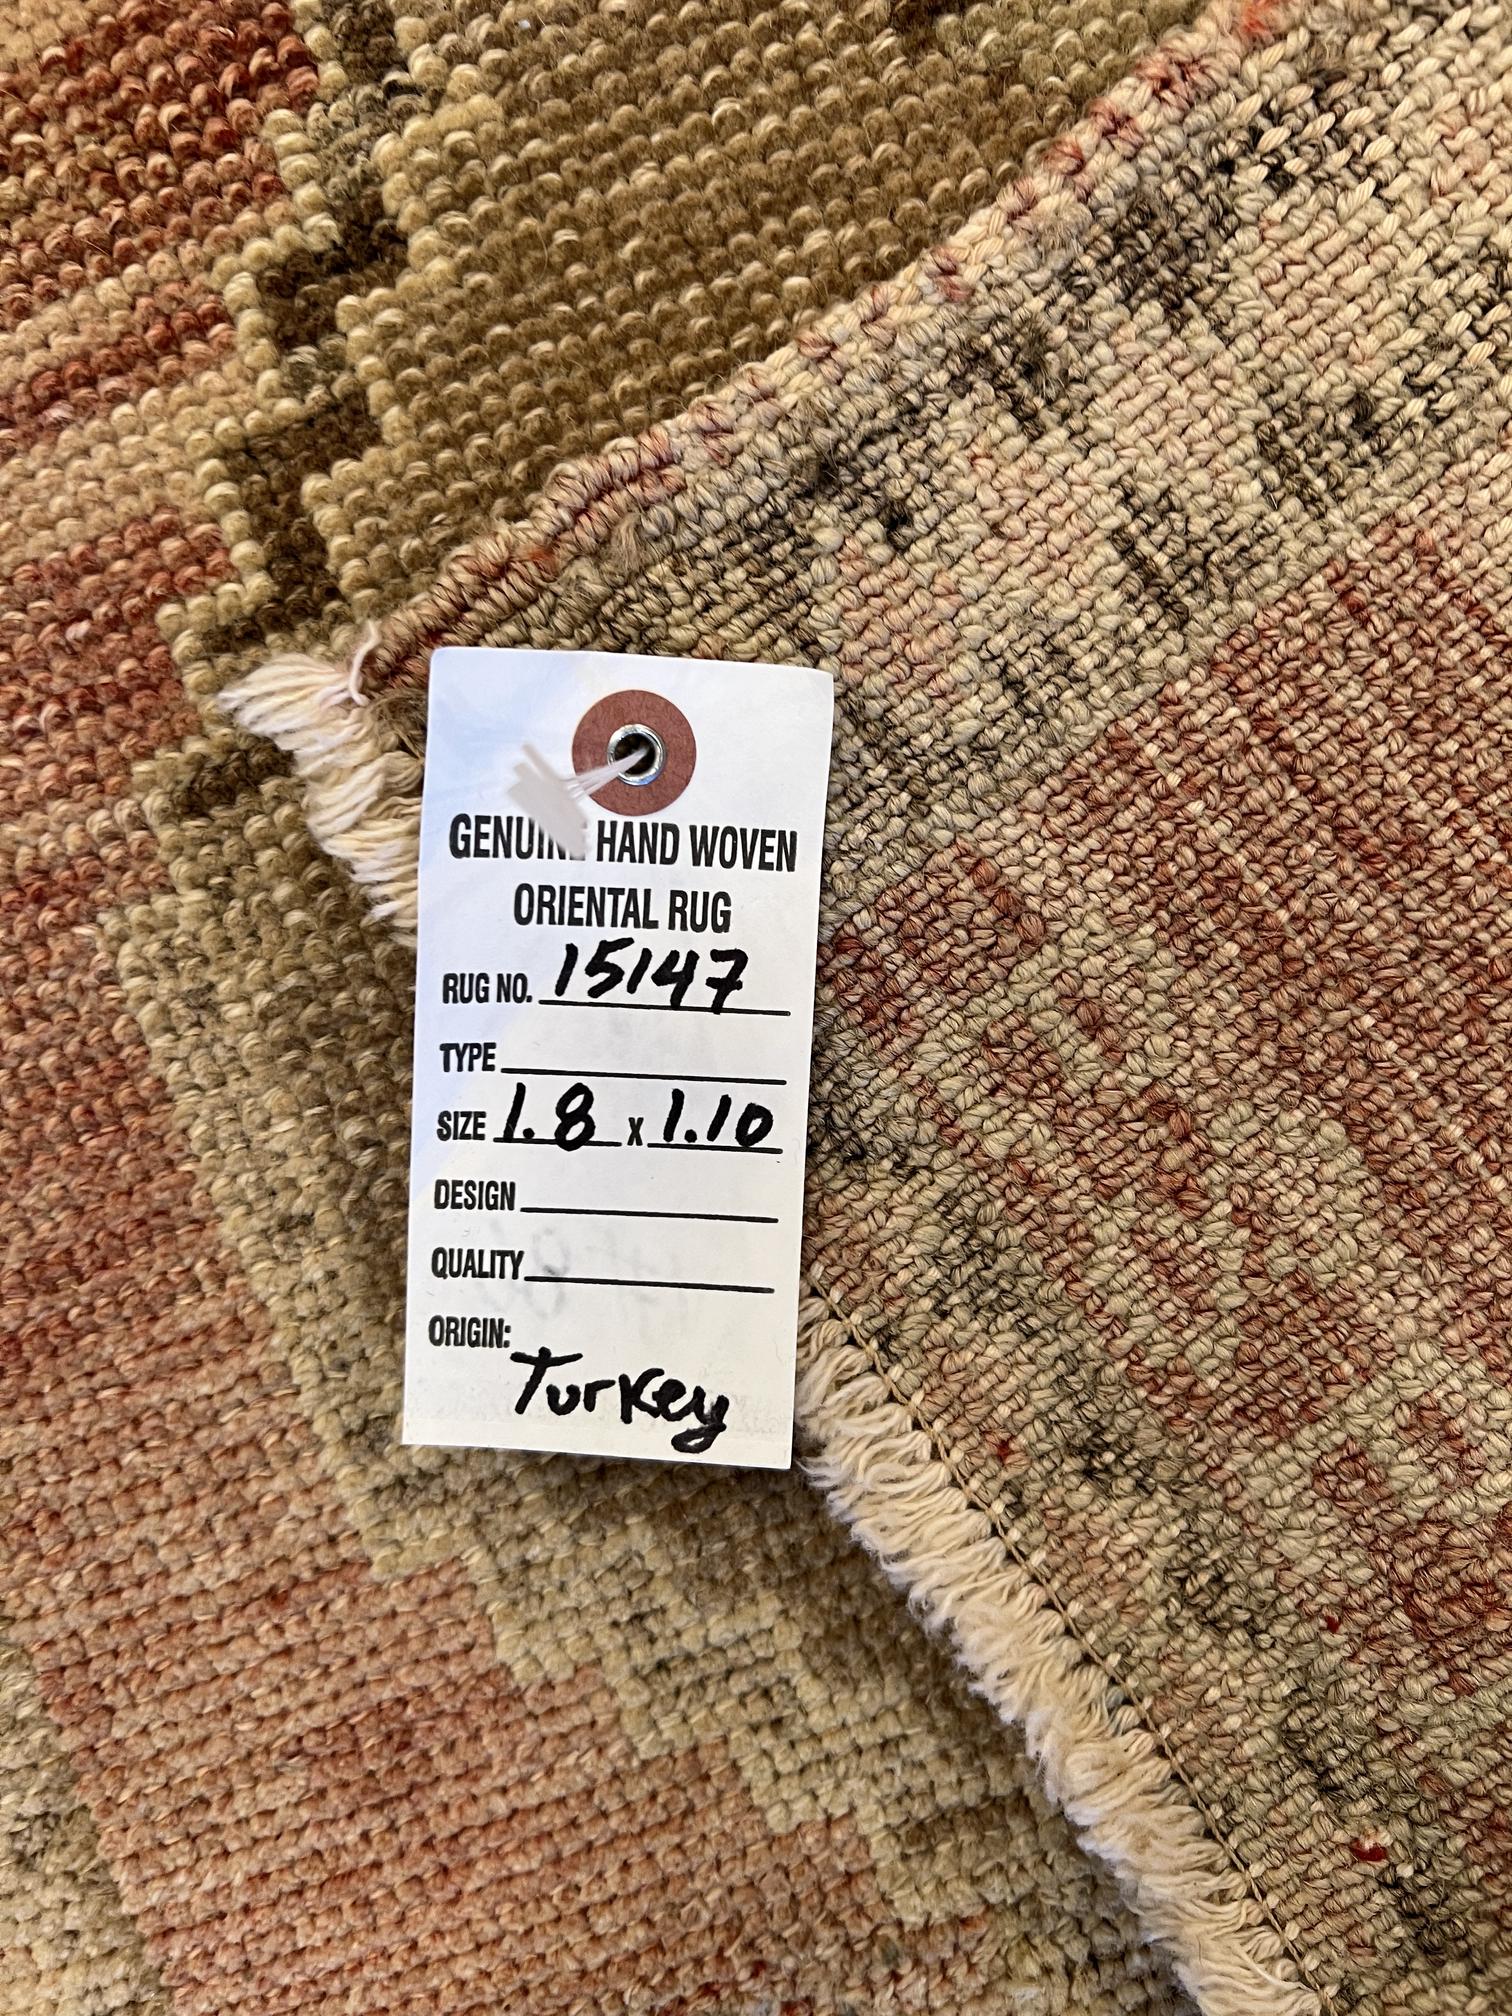 GENUINE HAND WOVEN
ORIENTAL RUG
RUG NO. 15147
TYPE
SIZE 1.8 x 1.10
DESIGN
QUALITY
ORIGIN:
Turkey